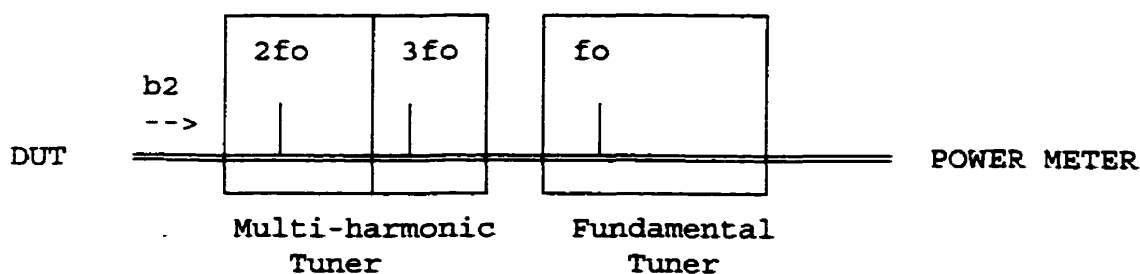 2fo 3fo fo
b2
-->
DUT POWER METER
Multi-harmonic Fundamental
Tuner Tuner